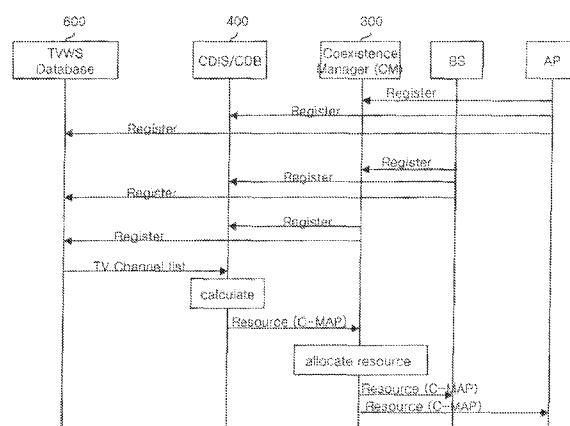 600
400
300
TVWS
Database
CDIS/CDB
Coexistence
Manager (CM)
BS
AP
Register
Register
Register
Register
Register
Register
Register
Register
TV Channel list
calculate
Resource (C-MAP)
allocate resource
Resource (C-MAP)
Resource (C-MAP)